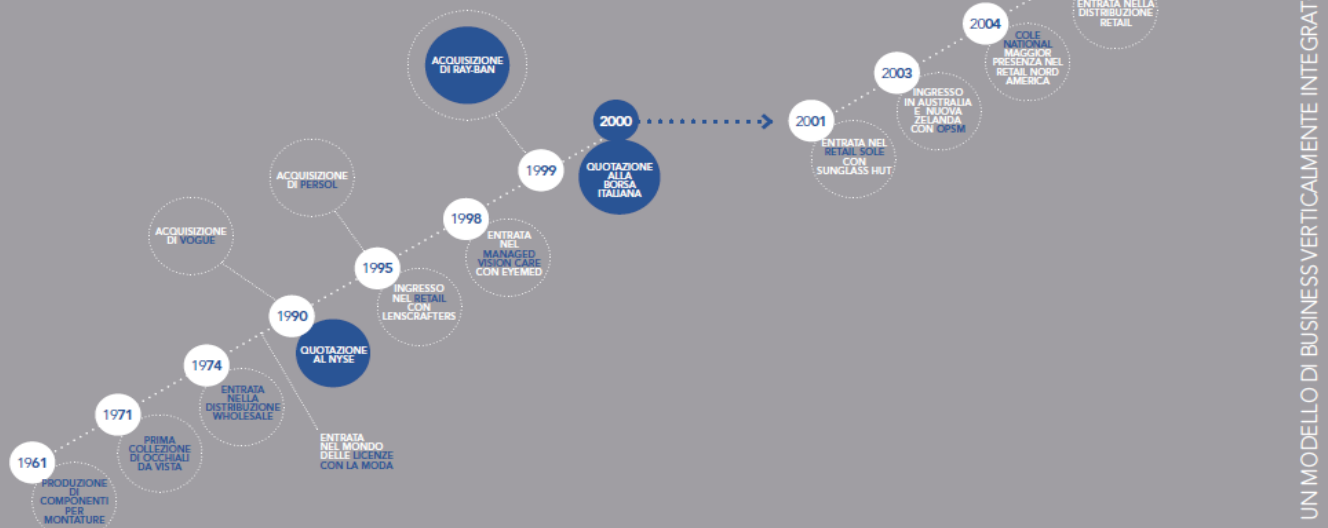 1961
PRODUZIONE
DI
COMPONENTI
PER
MONTATURE
1971
PRIMA
COLLEZIONE
DI OCCHIALI
DA VISTA
1974
ENTRATA
NELLA
DISTRIBUZIONE
WHOLESALE
ENTRATA
NEL MONDO
DELLE LICENZE
CON LA MODA
1990
QUOTAZIONE
AL NYSE
ACQUISIZIONE
DI VOGUE
1995
INGRESSO
NEL RETAIL
CON
LENSCRAFTERS
ACQUISIZIONE
DI PERSOL
1998
ENTRATA
NEL
MANAGED
VISION CARE
CON EYEMED
1999
ACQUISIZIONE
DI RAY-BAN
2000
QUOTAZIONE
ALLA
BORSA
ITALIANA
2001
ENTRATA NEL
RETAIL SOLE
CON
SUNGLASS HUT
2003
INGRESSO
IN AUSTRALIA
E NUOVA
ZELANDA
CON OPSM
2004
COLE
NATIONAL
MAGGIOR
PRESENZA NEL
RETAIL NORD
AMERICA
ENTRATA NELLA
DISTRIBUZIONE
RETAIL
UN MODELLO DI BUSINESS VERTICALMENTE INTEGRAT